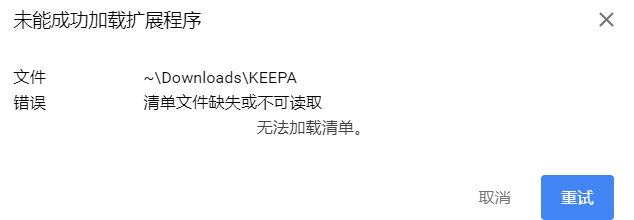 未能成功加载扩展程序
文件 ~\Downloads\KEEPA
错误 清单文件缺失或不可读取
无法加载清单。
取消 重试